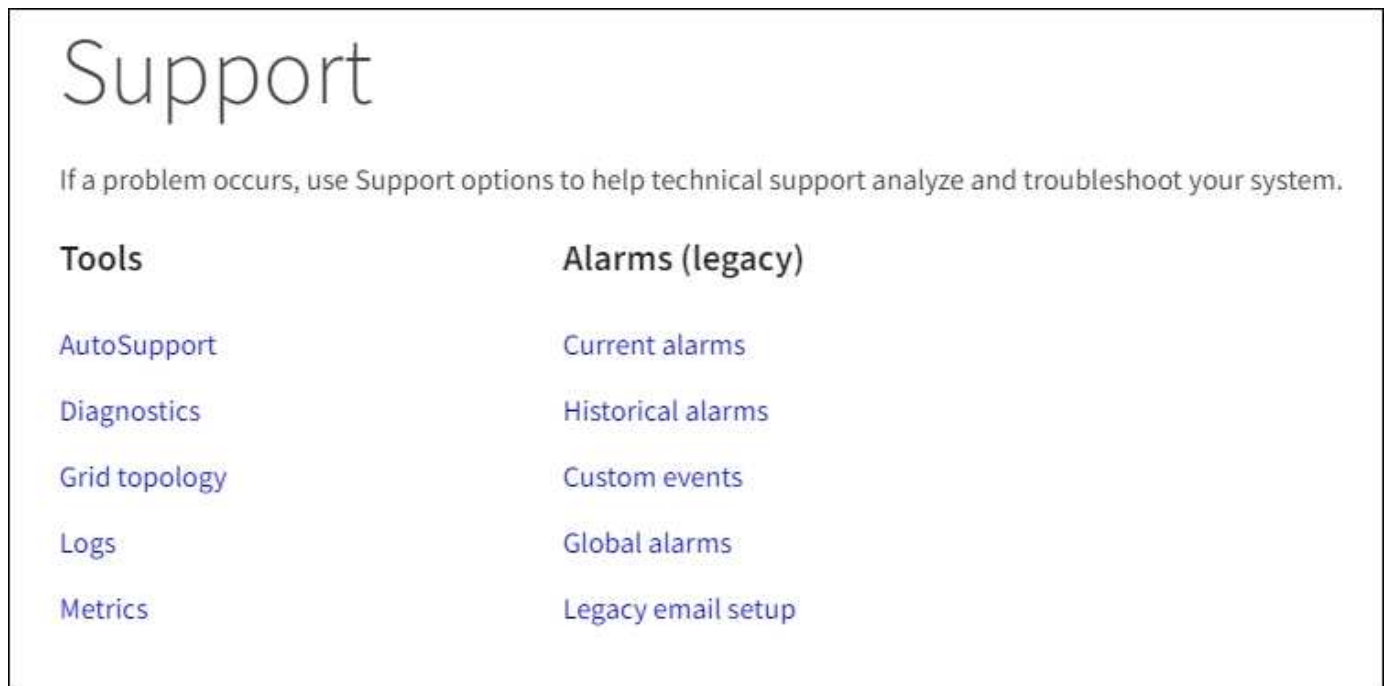 Support
If a problem occurs, use Support options to help technical support analyze and troubleshoot your system.
Tools
AutoSupport
Diagnostics
Grid topology
Logs
Metrics
Alarms (legacy)
Current alarms
Historical alarms
Custom events
Global alarms
Legacy email setup